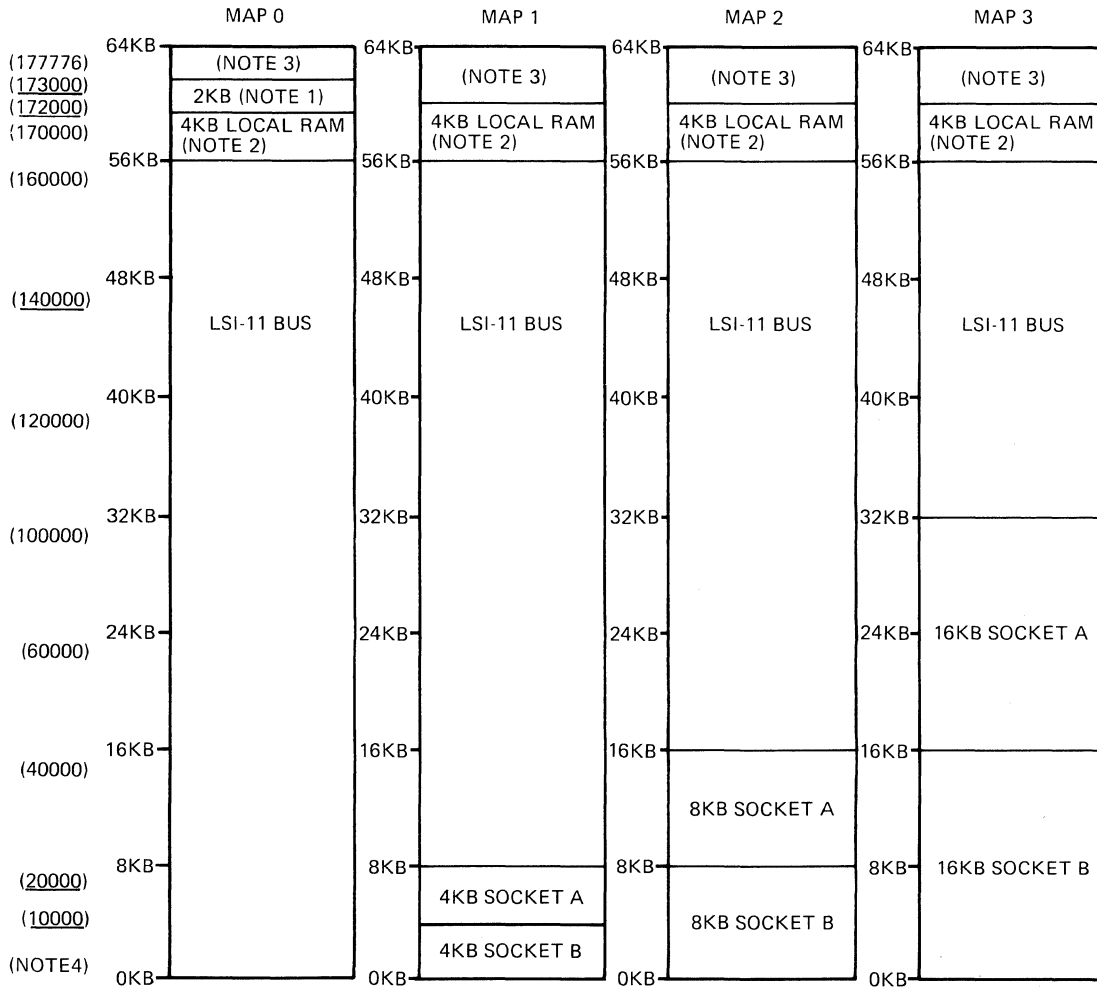 MAP 0 MAP 1 MAP 2 MAP 3
64KB 64KB 64KB 64KB
(177776) (NOTE 3) (NOTE 3) (NOTE 3) (NOTE 3)
(173000) 2KB (NOTE 1)
(172000) 4KB LOCAL RAM 4KB LOCAL RAM 4KB LOCAL RAM 4KB LOCAL RAM
(170000) (NOTE 2) (NOTE 2) (NOTE 2) (NOTE 2)
56KB 56KB 56KB 56KB
(160000)
48KB 48KB 48KB 48KB
(140000)
LSI-11 BUS LSI-11 BUS LSI-11 BUS LSI-11 BUS
40KB 40KB 40KB 40KB
(120000)
32KB 32KB 32KB 32KB
(100000)
24KB 24KB 24KB 24KB 16KB SOCKET A
(60000)
16KB 16KB 16KB 16KB
(40000)
8KB SOCKET A
8KB 8KB 8KB 8KB 16KB SOCKET B
(20000)
4KB SOCKET A
(10000) 8KB SOCKET B
4KB SOCKET B
(NOTE4)
0KB 0KB 0KB 0KB